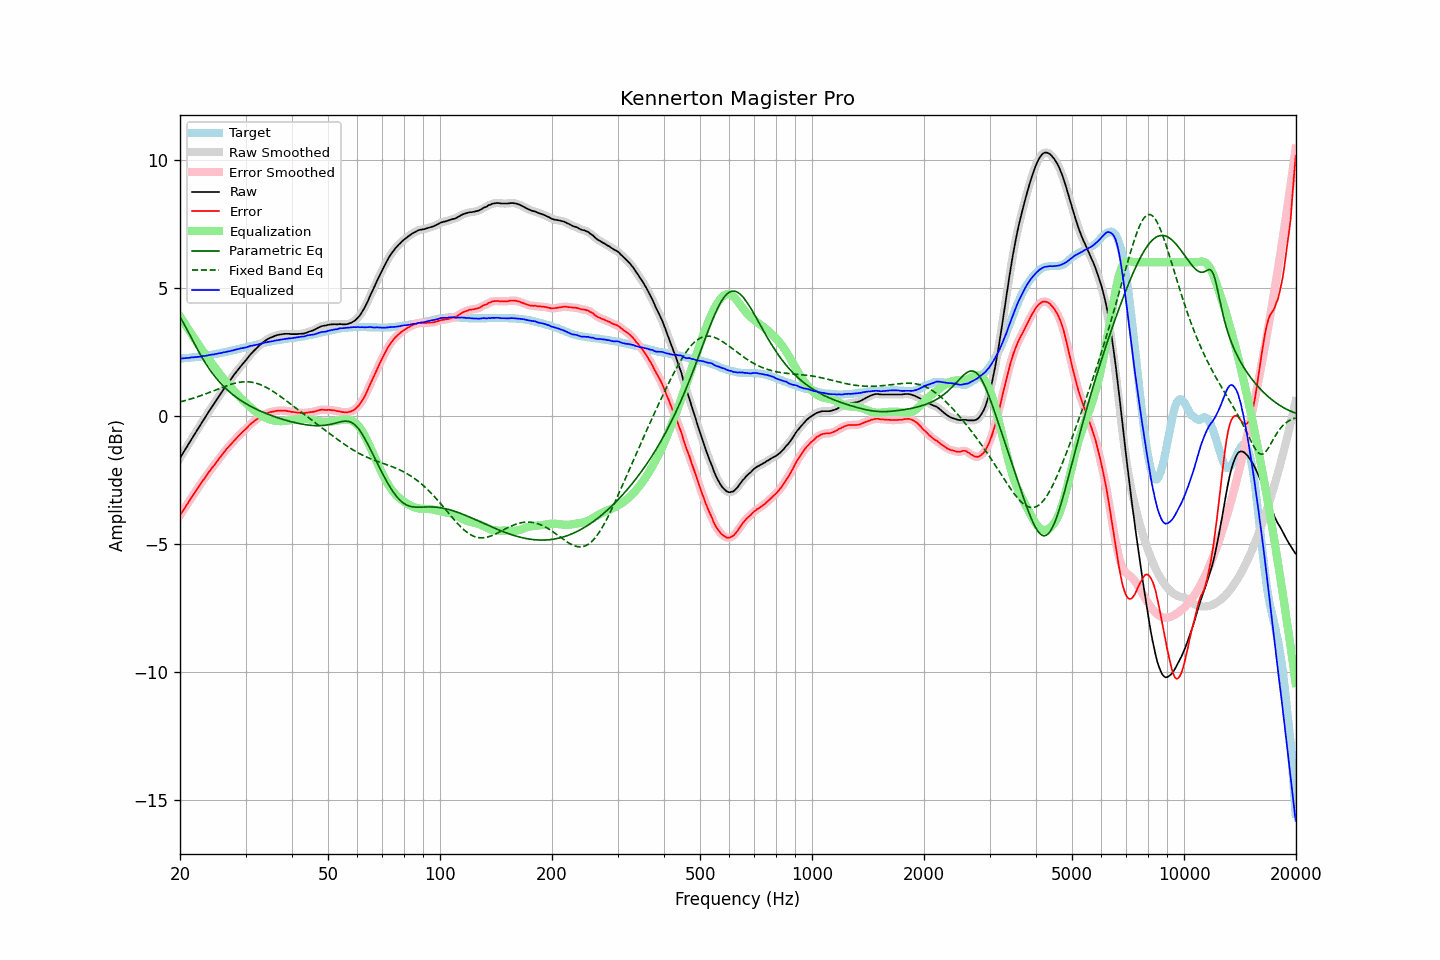 Kennerton Magister Pro
Target
Raw Smoothed
Error Smoothed
Raw
Error
Equalization
Parametric Eq
Fixed Band Eq
Equalized
Amplitude (dBr)
10
5
0
−5
−10
−15
20 50 100 200 500 1000 2000 5000 10000 20000
Frequency (Hz)